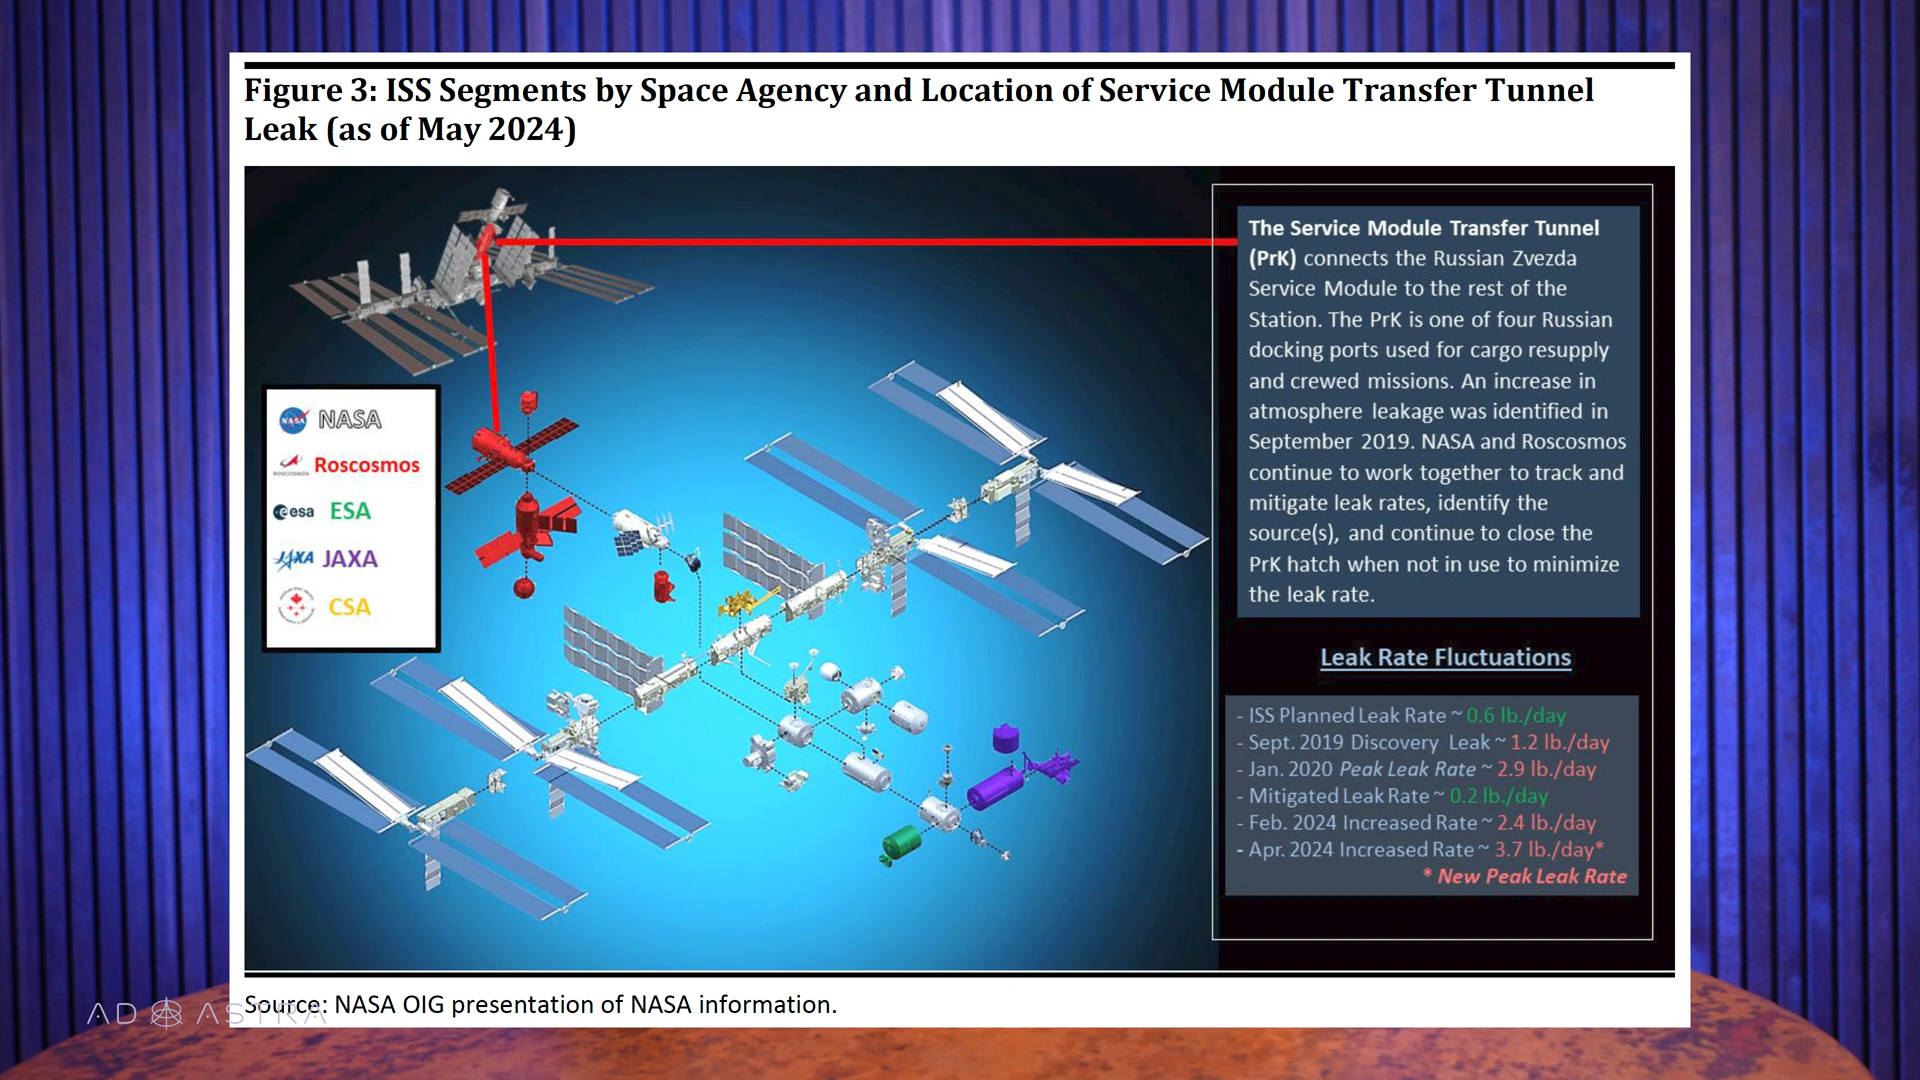 Figure 3: ISS Segments by Space Agency and Location of Service Module Transfer Tunnel
Leak (as of May 2024)
NASA NASA
ROSCOSMOS Roscosmos
esa ESA
JAXA JAXA
CSA
The Service Module Transfer Tunnel
(PrK) connects the Russian Zvezda
Service Module to the rest of the
Station. The PrK is one of four Russian
docking ports used for cargo resupply
and crewed missions. An increase in
atmosphere leakage was identified in
September 2019. NASA and Roscosmos
continue to work together to track and
mitigate leak rates, identify the
source(s), and continue to close the
PrK hatch when not in use to minimize
the leak rate.
Leak Rate Fluctuations
- ISS Planned Leak Rate ~ 0.6 lb./day
- Sept. 2019 Discovery Leak ~ 1.2 lb./day
- Jan. 2020 Peak Leak Rate ~ 2.9 lb./day
- Mitigated Leak Rate ~ 0.2 lb./day
- Feb. 2024 Increased Rate ~ 2.4 lb./day
- Apr. 2024 Increased Rate ~ 3.7 lb./day*
* New Peak Leak Rate
Source: NASA OIG presentation of NASA information.
AD ASTRA